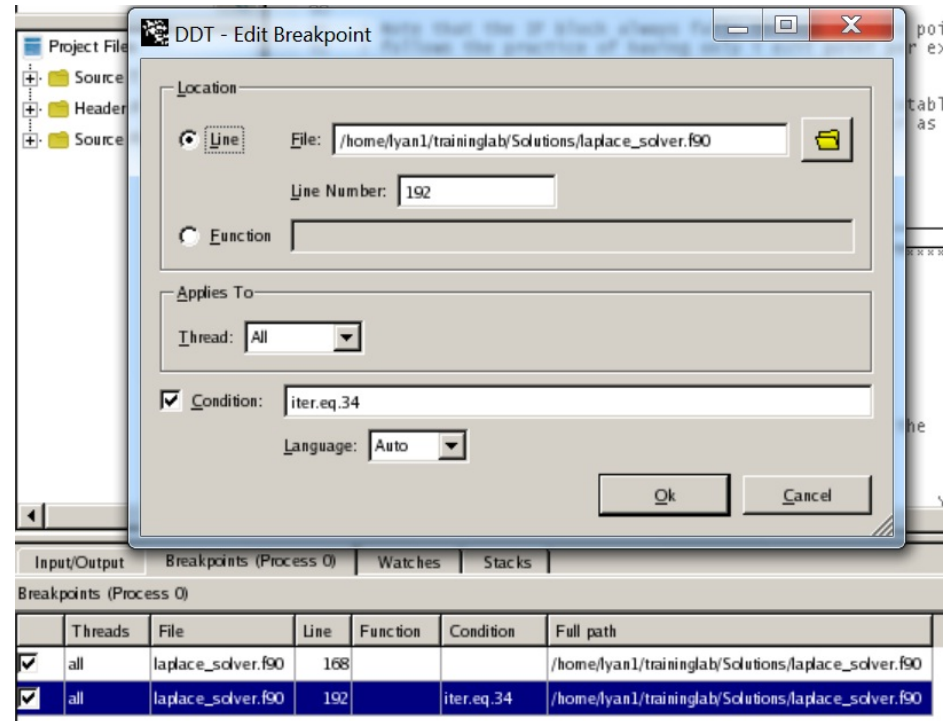 DDT - Edit Breakpoint
Project File
Source
Header
Source
Location
Line
File: /home/lyan1/traininglab/Solutions/laplace_solver.f90
Line Number: 192
Function
Applies To
Thread: All
Condition: iter.eq.34
Language: Auto
Ok Cancel
Input/Output Breakpoints (Process 0) Watches Stacks
Breakpoints (Process 0)
Threads File Line Function Condition Full path
all laplace_solver.f90 168 /home/lyan1/traininglab/Solutions/laplace_solver.f90
all laplace_solver.f90 192 iter.eq.34 /home/lyan1/traininglab/Solutions/laplace_solver.f90